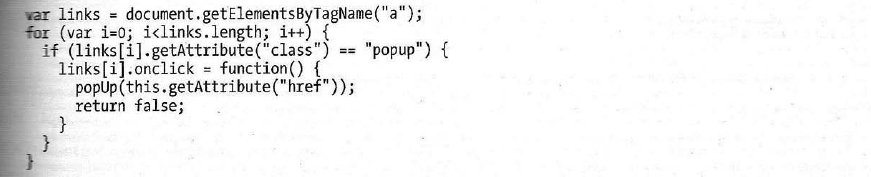 var links = document.getElementsByTagName("a");
for (var i=0; i<links.length; i++) {
if (links[i].getAttribute("class") == "popup") {
links[i].onclick = function() {
popUp(this.getAttribute("href"));
return false;
}
}
}